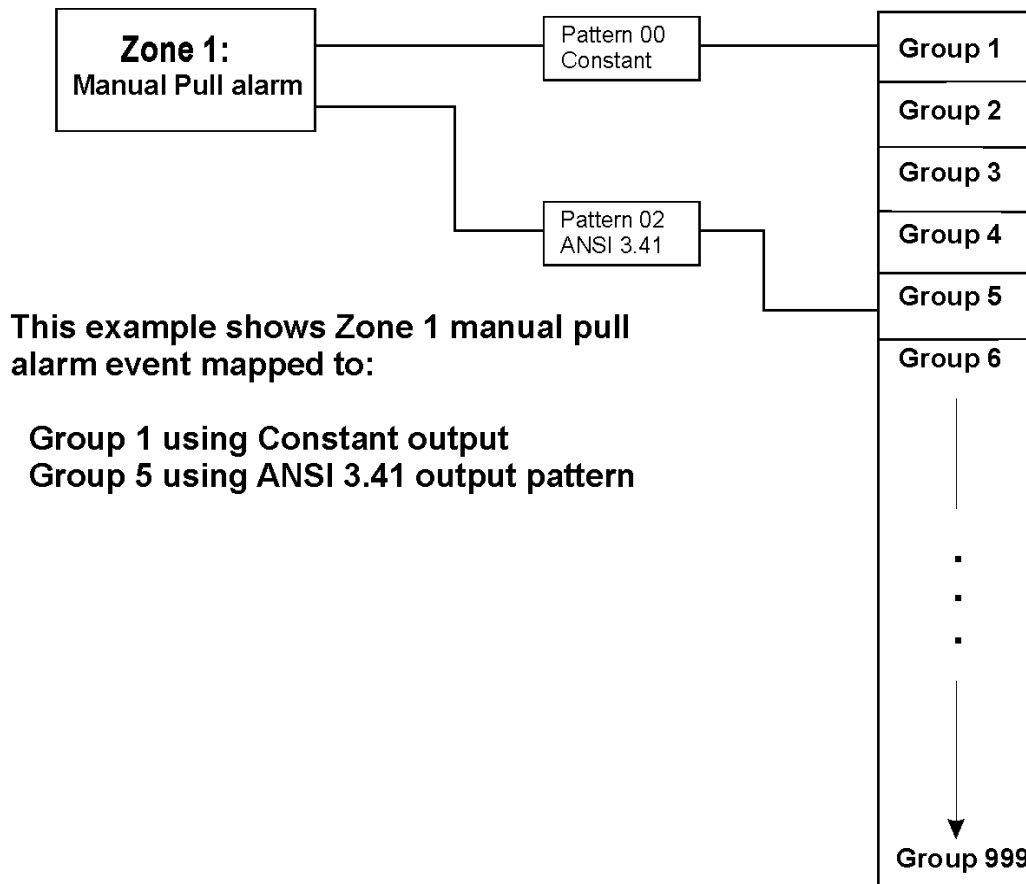 Zone 1:
Manual Pull alarm
Pattern 00
Constant
Pattern 02
ANSI 3.41
Group 1
Group 2
Group 3
Group 4
Group 5
Group 6
Group 999
This example shows Zone 1 manual pull
alarm event mapped to:
Group 1 using Constant output
Group 5 using ANSI 3.41 output pattern